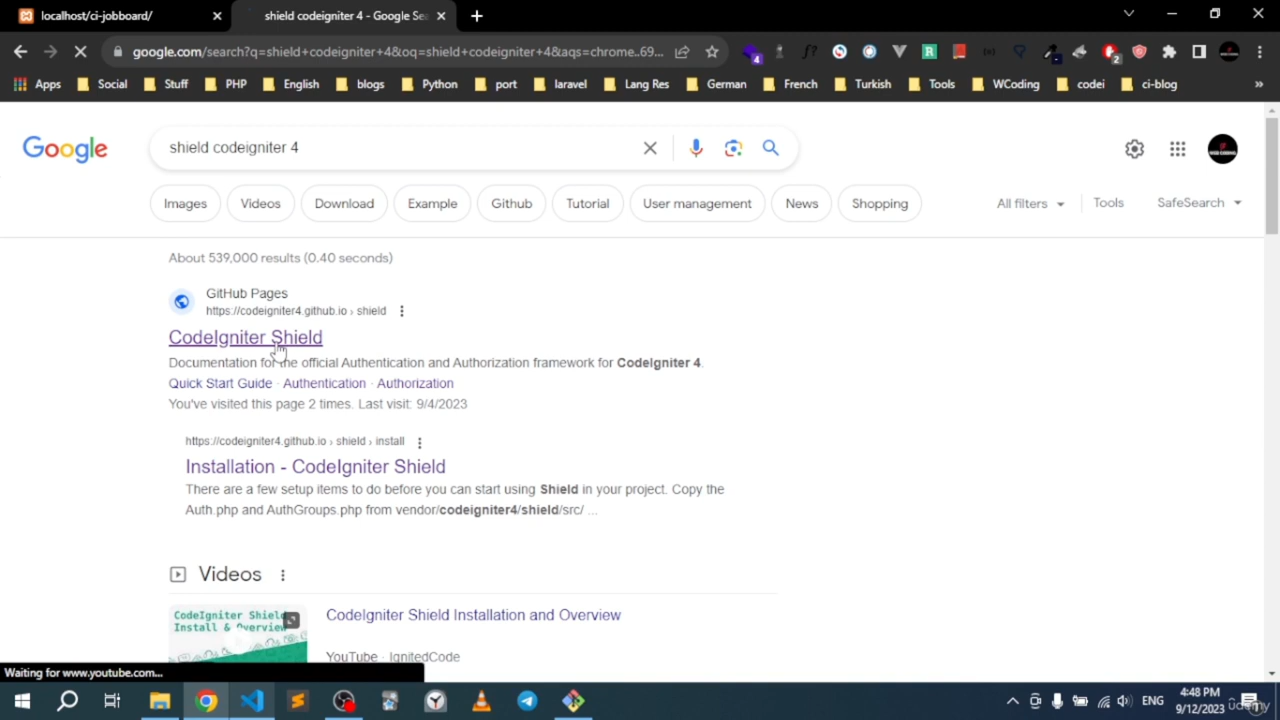 localhost/ci-jobboard/
shield codeigniter 4 - Google Sea
google.com/search?q=shield+codeigniter+4&oq=shield+codeigniter+4&aqs=chrome..69...
4
2
Apps
Social
Stuff
PHP
English
blogs
Python
port
laravel
Lang Res
German
French
Turkish
Tools
WCoding
codei
ci-blog
Google
shield codeigniter 4
Images
Videos
Download
Example
Github
Tutorial
User management
News
Shopping
All filters
Tools
SafeSearch
About 539,000 results (0.40 seconds)
GitHub Pages
https://codeigniter4.github.io › shield
CodeIgniter Shield
Documentation for the official Authentication and Authorization framework for CodeIgniter 4.
Quick Start Guide · Authentication · Authorization
You've visited this page 2 times. Last visit: 9/4/2023
https://codeigniter4.github.io › shield › install
Installation - CodeIgniter Shield
There are a few setup items to do before you can start using Shield in your project. Copy the
Auth.php and AuthGroups.php from vendor/codeigniter4/shield/src/ ...
Videos
CodeIgniter Shield
Install & Overview
CodeIgniter Shield Installation and Overview
YouTube · IgnitedCode
Waiting for www.youtube.com...
ENG
4:48 PM
9/12/2023
udemy